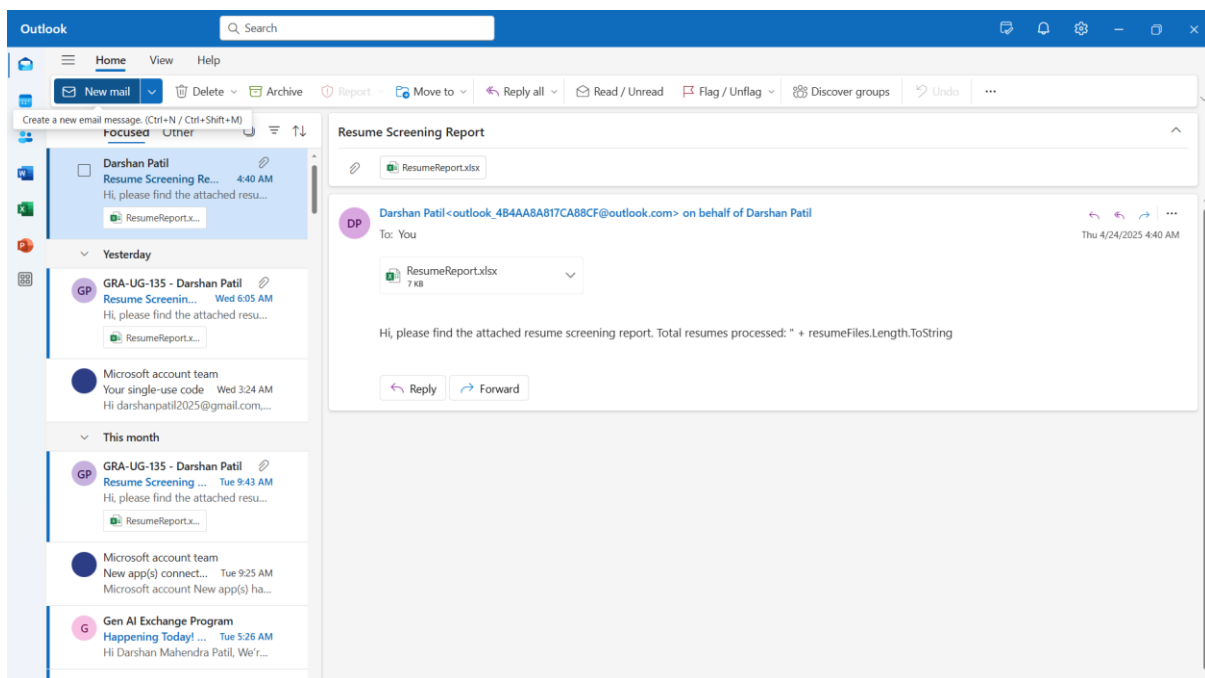 Outlook
Search
Home View Help
New mail Delete Archive Report Move to Reply all Read / Unread Flag / Unflag Discover groups Undo ...
Create a new email message. (Ctrl+N / Ctrl+Shift+M)
Focused Other
Darshan Patil
Resume Screening Re... 4:40 AM
Hi, please find the attached resu...
ResumeReport.x...
Yesterday
GP
GRA-UG-135 - Darshan Patil
Resume Screenin... Wed 6:05 AM
Hi, please find the attached resu...
ResumeReport.x...
Microsoft account team
Your single-use code Wed 3:24 AM
Hi darshanpatil2025@gmail.com,...
This month
GP
GRA-UG-135 - Darshan Patil
Resume Screening ... Tue 9:43 AM
Hi, please find the attached resu...
ResumeReport.x...
Microsoft account team
New app(s) connect... Tue 9:25 AM
Microsoft account New app(s) ha...
G
Gen AI Exchange Program
Happening Today! ... Tue 5:26 AM
Hi Darshan Mahendra Patil, We'r...
Resume Screening Report
ResumeReport.xlsx
DP
Darshan Patil<outlook_4B4AA8A817CA88CF@outlook.com> on behalf of Darshan Patil
To: You
Thu 4/24/2025 4:40 AM
ResumeReport.xlsx
7 KB
Hi, please find the attached resume screening report. Total resumes processed: " + resumeFiles.Length.ToString
Reply Forward